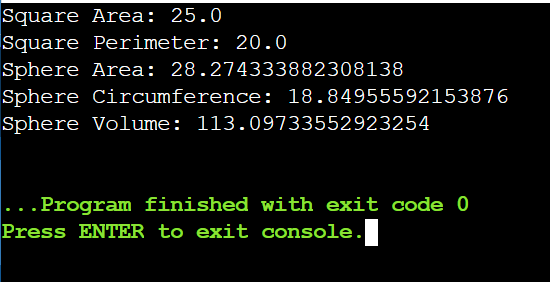 Square Area: 25.0
Square Perimeter: 20.0
Sphere Area: 28.274333882308138
Sphere Circumference: 18.84955592153876
Sphere Volume: 113.09733552923254
...Program finished with exit code 0
Press ENTER to exit console.